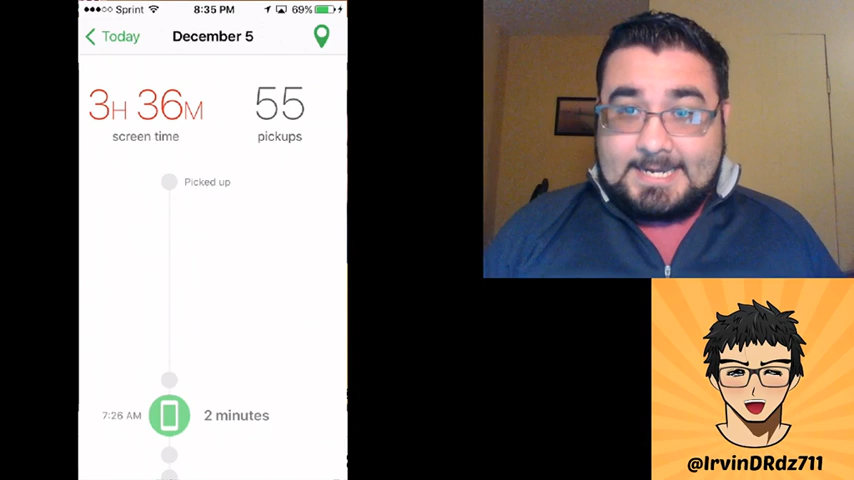 Sprint 8:35 PM 69%
Today December 5
3H 36M 55
screen time pickups
Picked up
7:26 AM 2 minutes
@IrvinDRdz711